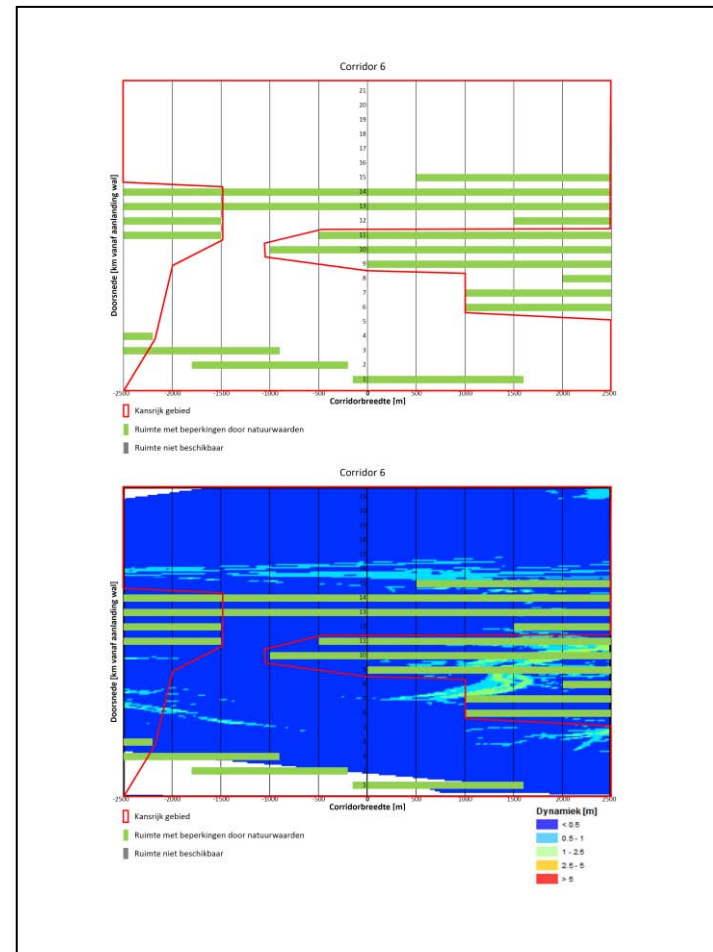 Corridor 6
21
20
19
18
17
16
15
14
13
12
11
10
9
8
7
6
5
4
3
2
1
Doorsnede [km vanaf aanlanding wal]
-2500 -2000 -1500 -1000 -500 0 500 1000 1500 2000 2500
Corridorbreedte [m]
Kansrijk gebied
Ruimte met beperkingen door natuurwaarden
Ruimte niet beschikbaar
Corridor 6
Doorsnede [km vanaf aanlanding wal]
-2500 -2000 -1500 -1000 -500 0 500 1000 1500 2000 2500
Corridorbreedte [m]
Kansrijk gebied
Ruimte met beperkingen door natuurwaarden
Ruimte niet beschikbaar
Dynamiek [m]
< 0.5
0.5 - 1
1 - 2.5
2.5 - 5
> 5